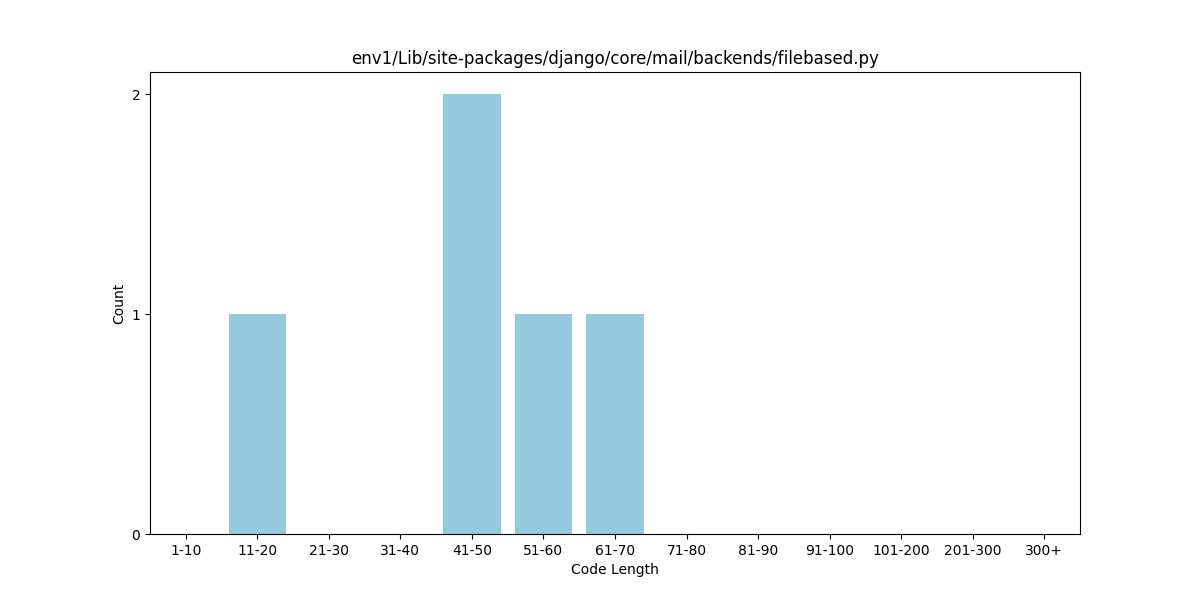 env1/Lib/site-packages/django/core/mail/backends/filebased.py
2
1
0
Count
1-10 11-20 21-30 31-40 41-50 51-60 61-70 71-80 81-90 91-100 101-200 201-300 300+
Code Length